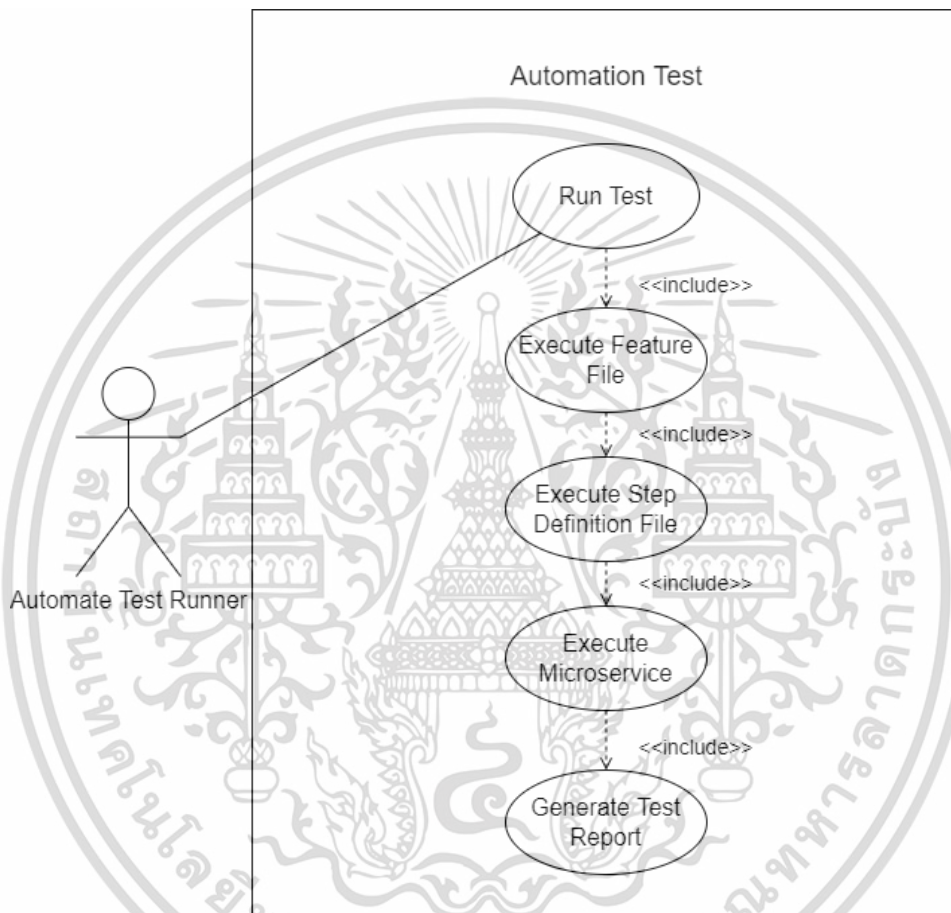 Automation Test
Run Test
<<include>>
Execute Feature
File
<<include>>
Execute Step
Definition File
<<include>>
Execute
Microservice
<<include>>
Generate Test
Report
Automate Test Runner